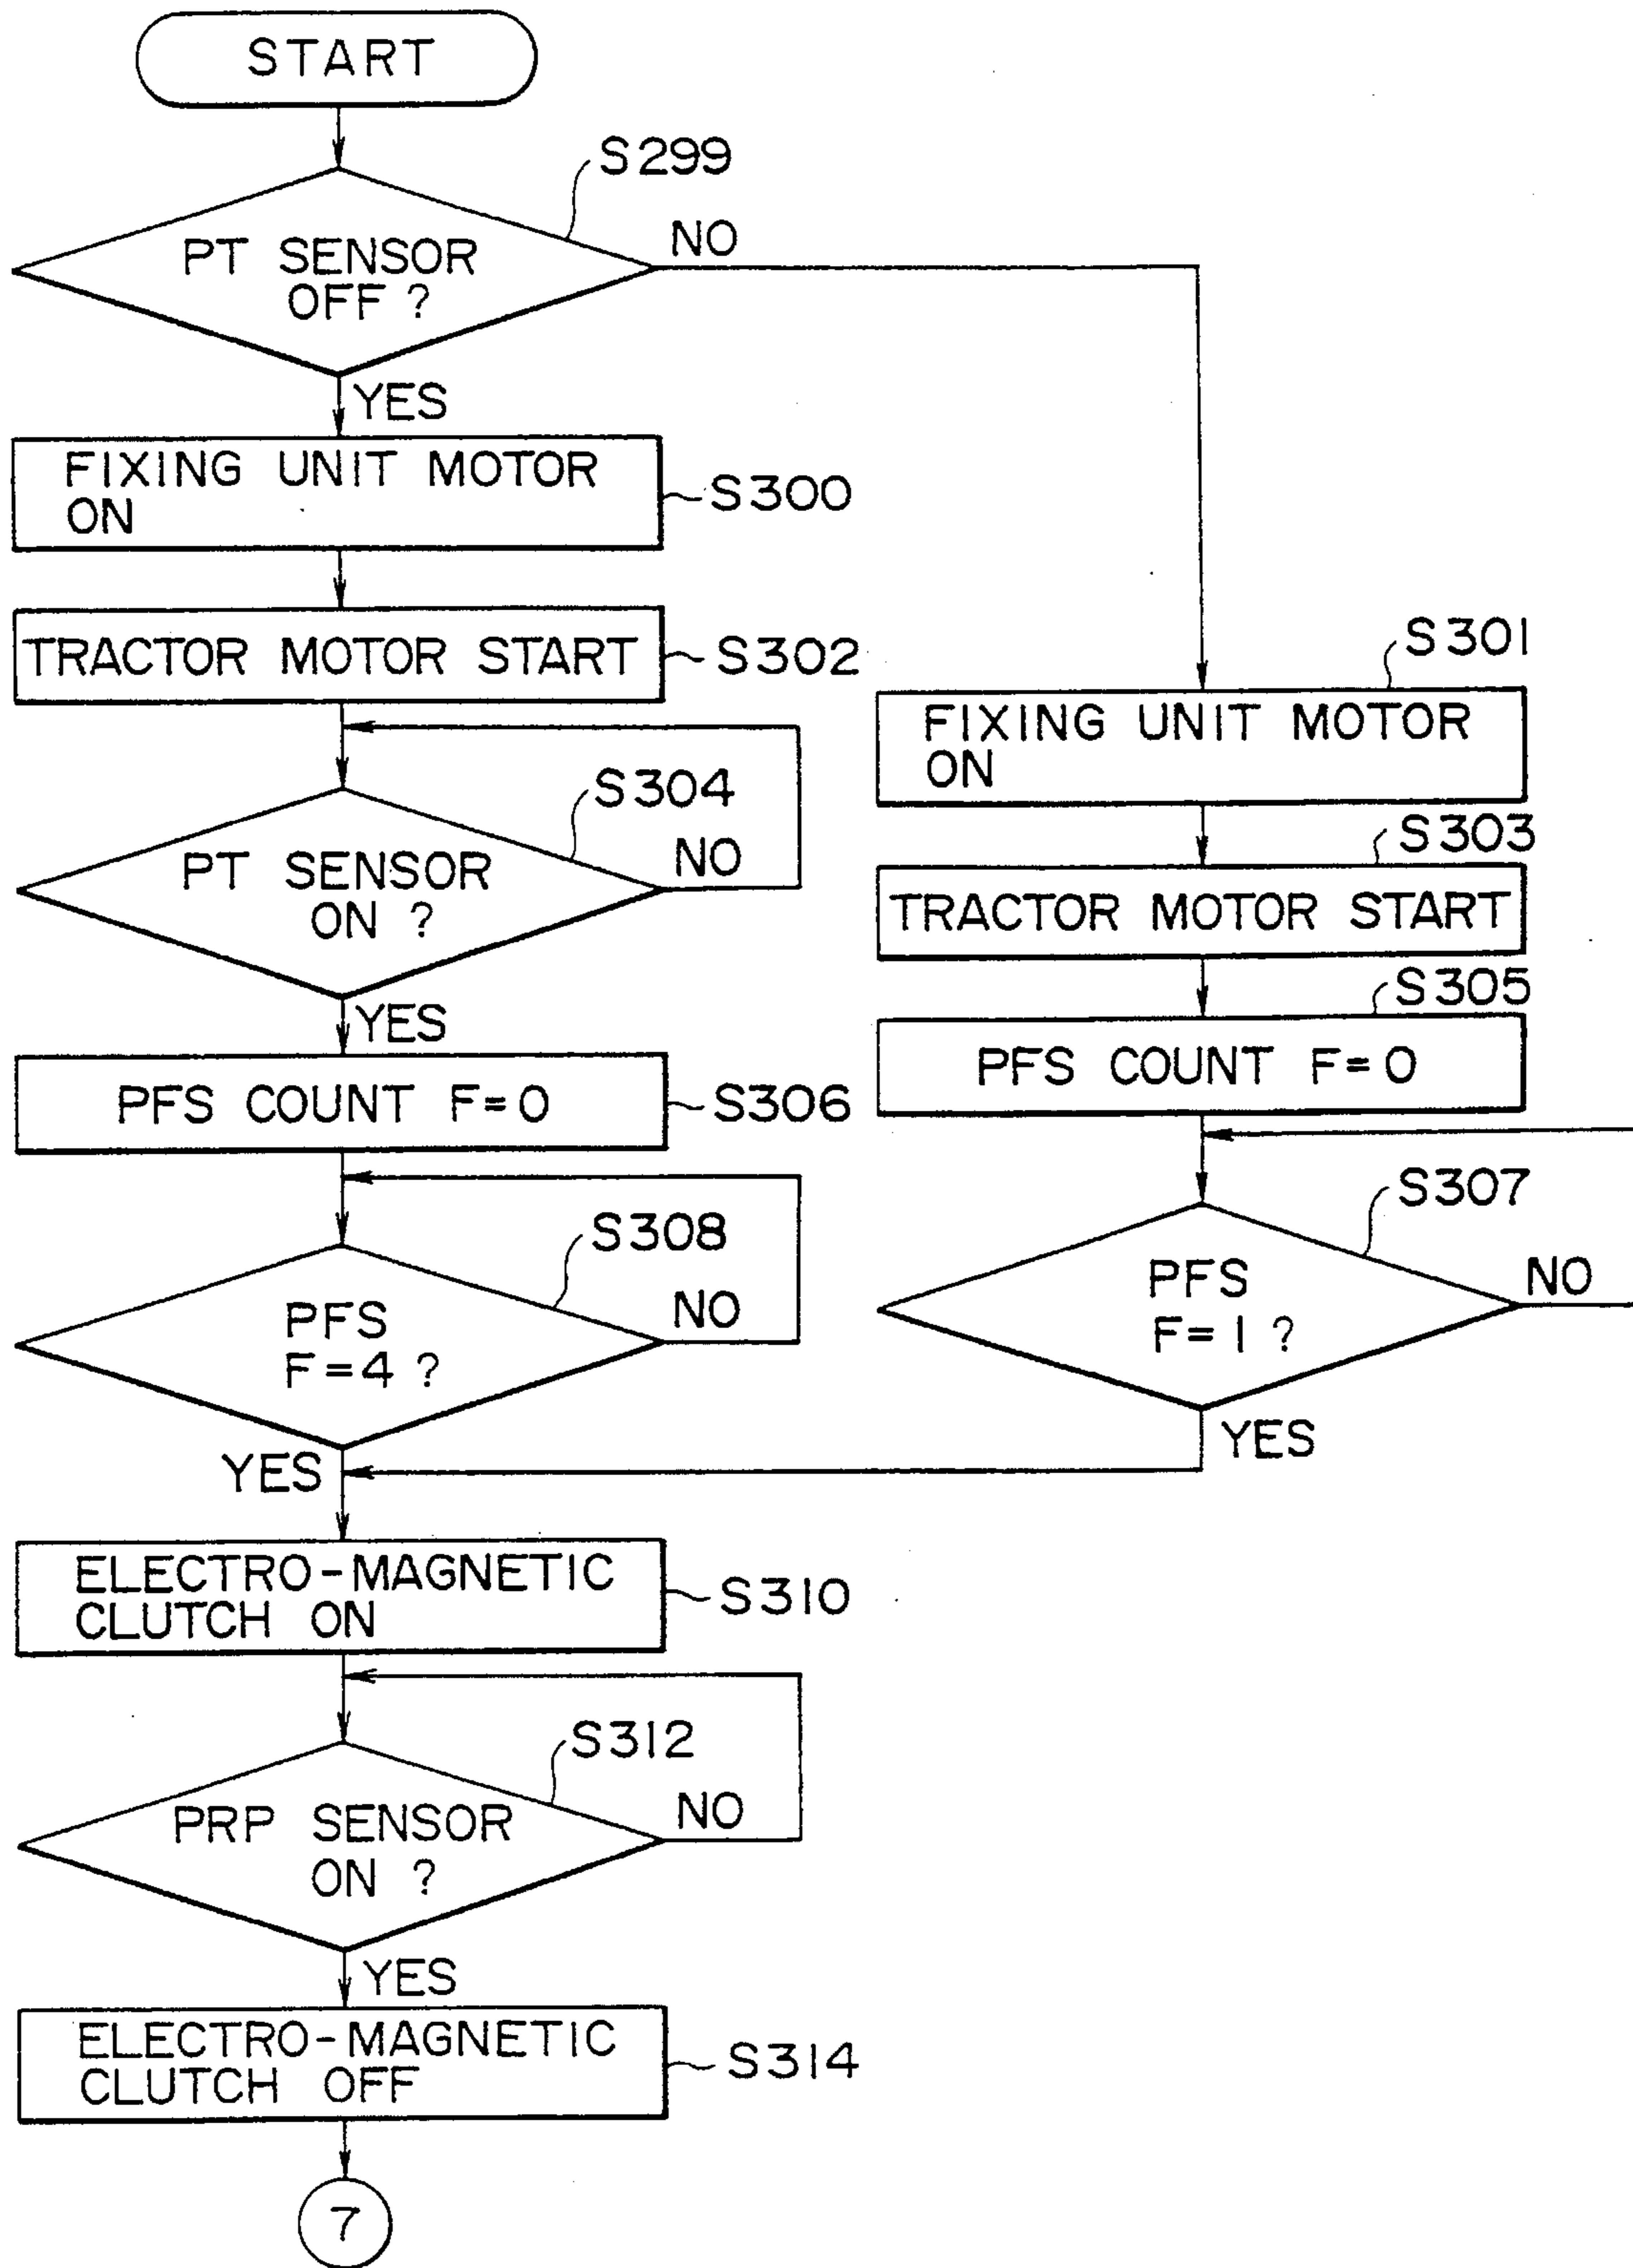 START
S299
PT SENSOR
OFF ?
NO
YES
FIXING UNIT MOTOR
ON
S300
TRACTOR MOTOR START
S302
S304
PT SENSOR
ON ?
NO
YES
PFS COUNT F=0
S306
S308
PFS
F=4 ?
NO
YES
S301
FIXING UNIT MOTOR
ON
S303
TRACTOR MOTOR START
S305
PFS COUNT F=0
S307
PFS
F=1 ?
NO
YES
ELECTRO-MAGNETIC
CLUTCH ON
S310
S312
PRP SENSOR
ON ?
NO
YES
ELECTRO-MAGNETIC
CLUTCH OFF
S314
7